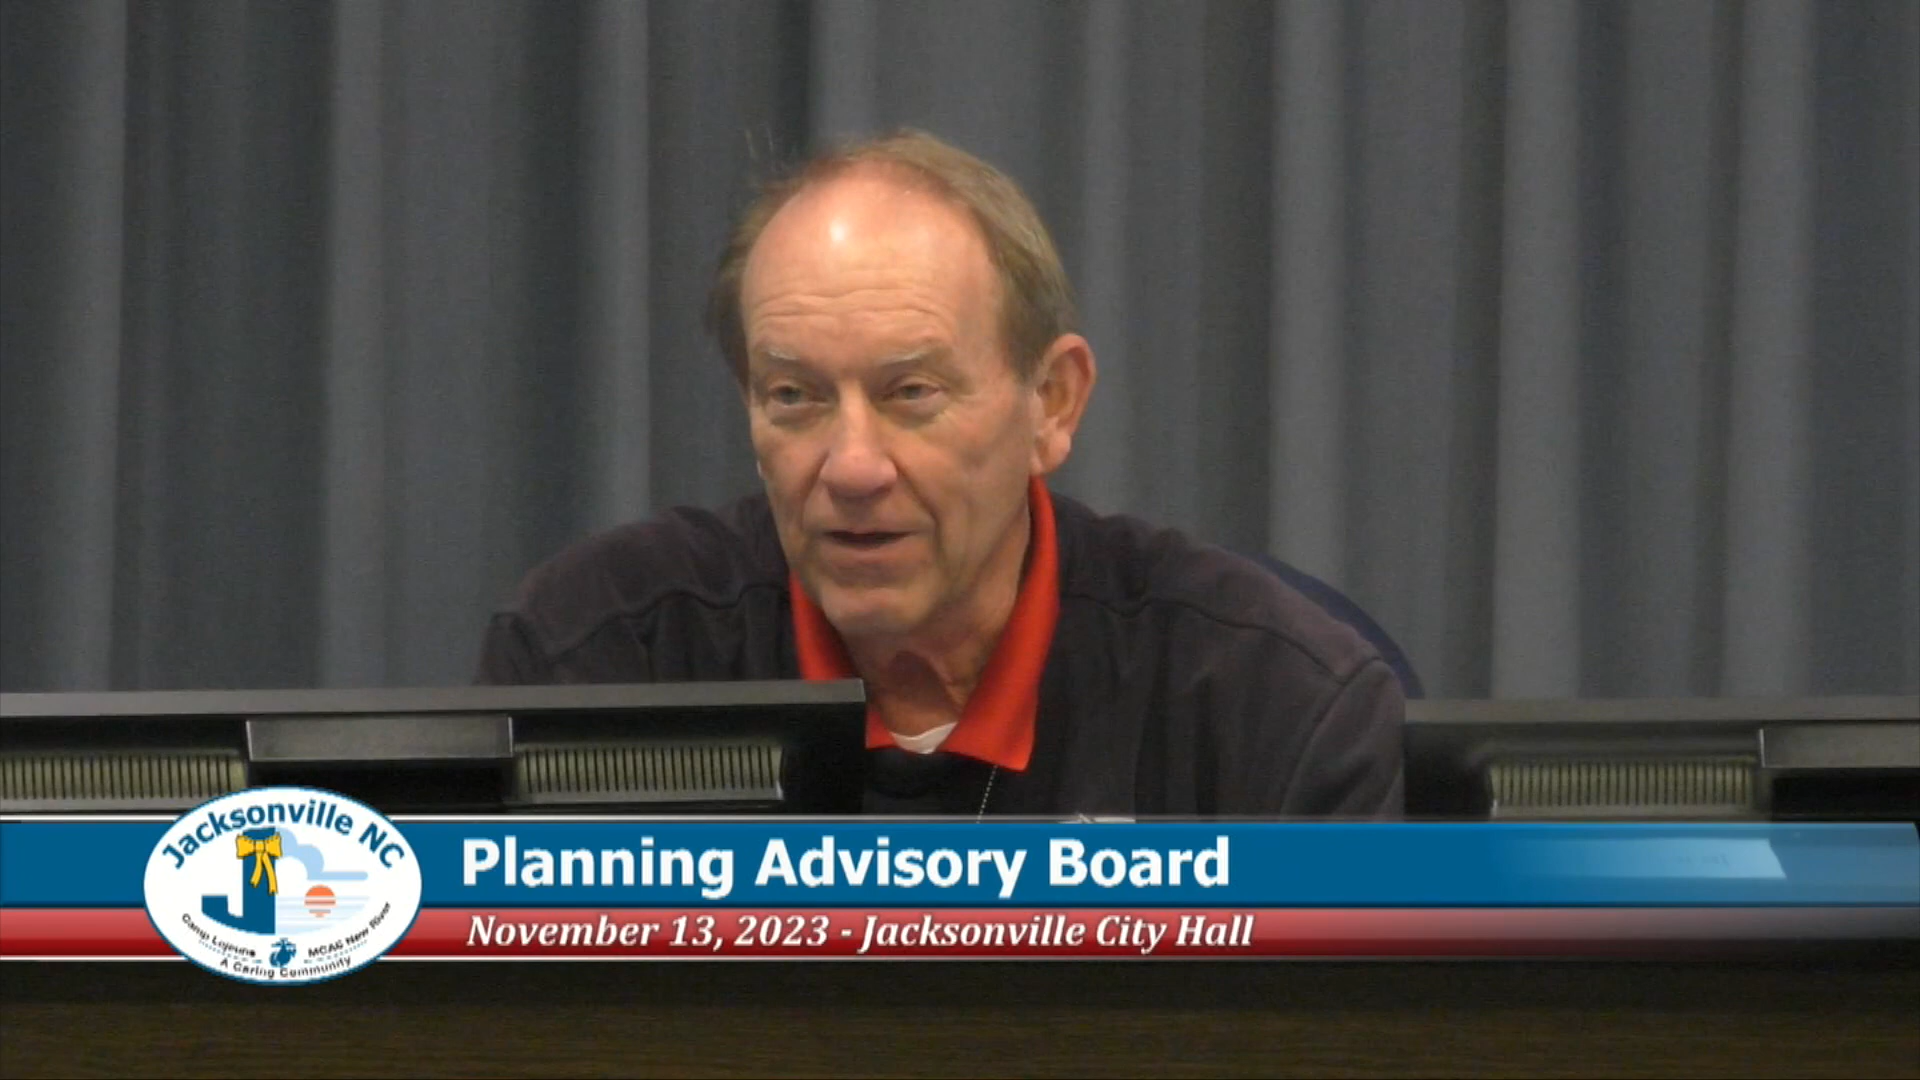 Planning Advisory Board
November 13, 2023 - Jacksonville City Hall
Jacksonville NC
J
Camp Lejeune
MCAS New River
A Caring Community